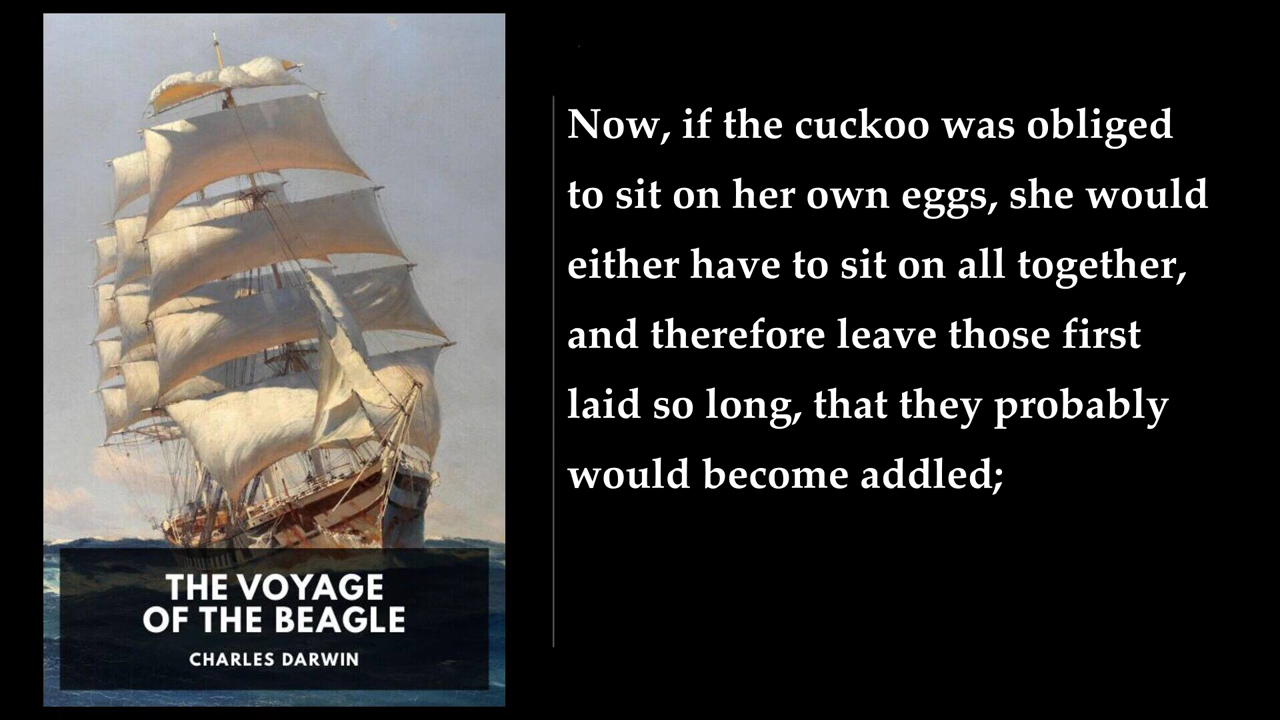 THE VOYAGE
OF THE BEAGLE
CHARLES DARWIN
Now, if the cuckoo was obliged
to sit on her own eggs, she would
either have to sit on all together,
and therefore leave those first
laid so long, that they probably
would become addled;